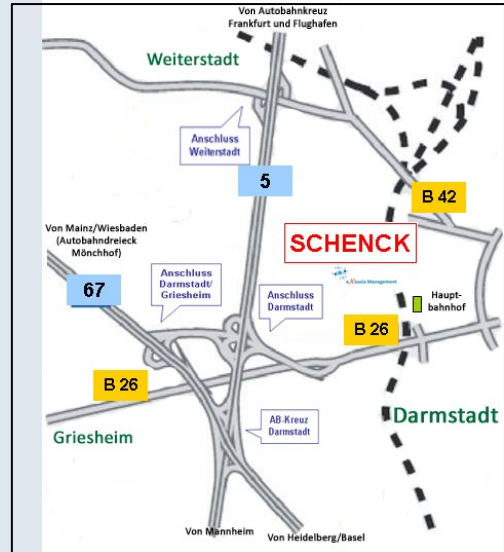 Von Autobahnkreuz
Frankfurt und Flughafen
Weiterstadt
Anschluss
Weiterstadt
5
B 42
Von Mainz/Wiesbaden
(Autobahndreieck
Mönchhof)
SCHENCK
67
Anschluss
Darmstadt/
Griesheim
Anschluss
Darmstadt
Management
Haupt-
bahnhof
B 26
B 26
Darmstadt
Griesheim
AB-Kreuz
Darmstadt
Von Mannheim
Von Heidelberg/Basel